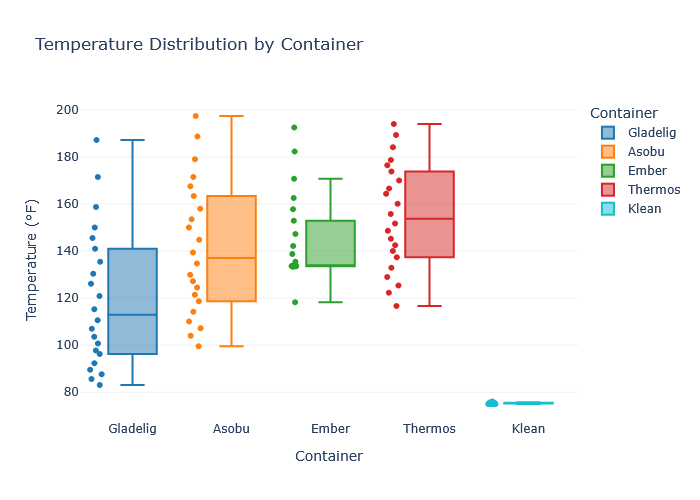 Temperature Distribution by Container
Temperature (°F)
200
180
160
140
120
100
80
Gladelig
Asobu
Ember
Thermos
Klean
Container
Container
Gladelig
Asobu
Ember
Thermos
Klean